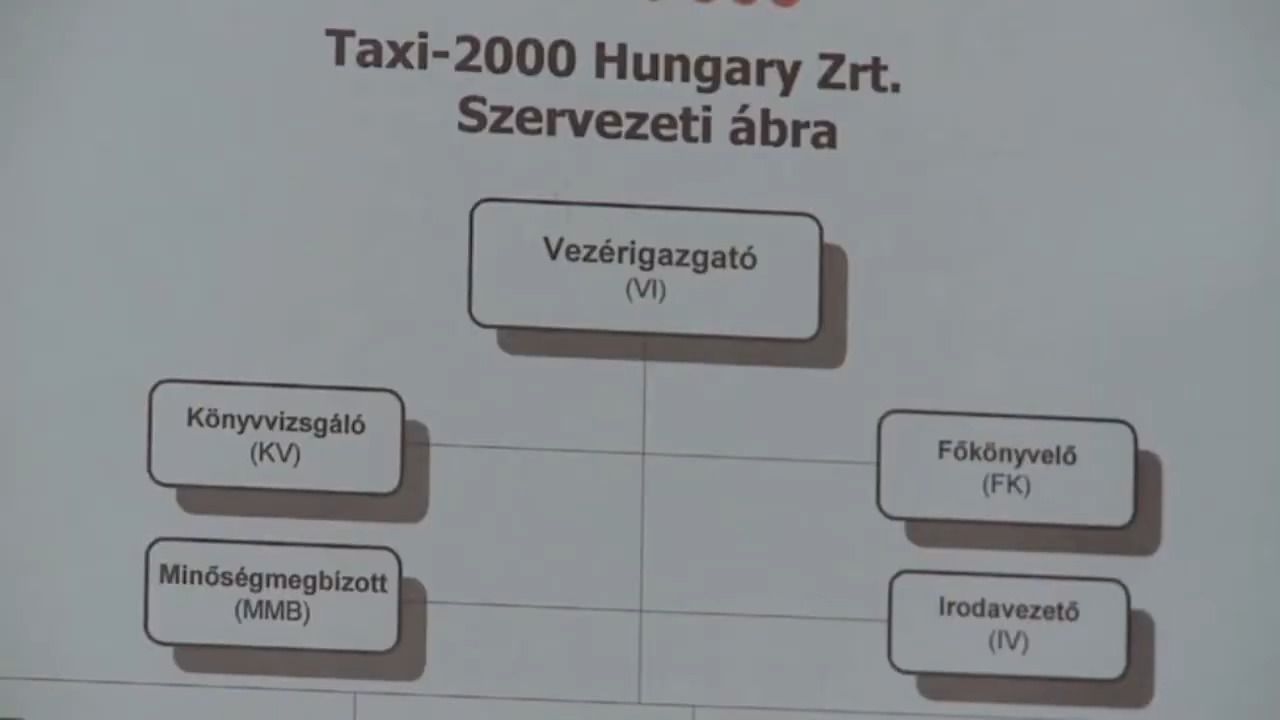 Taxi-2000 Hungary Zrt.
Szervezeti ábra
Vezérigazgató
(VI)
Könyvvizsgáló
(KV)
Főkönyvelő
(FK)
Minőségmegbízott
(MMB)
Irodavezető
(IV)